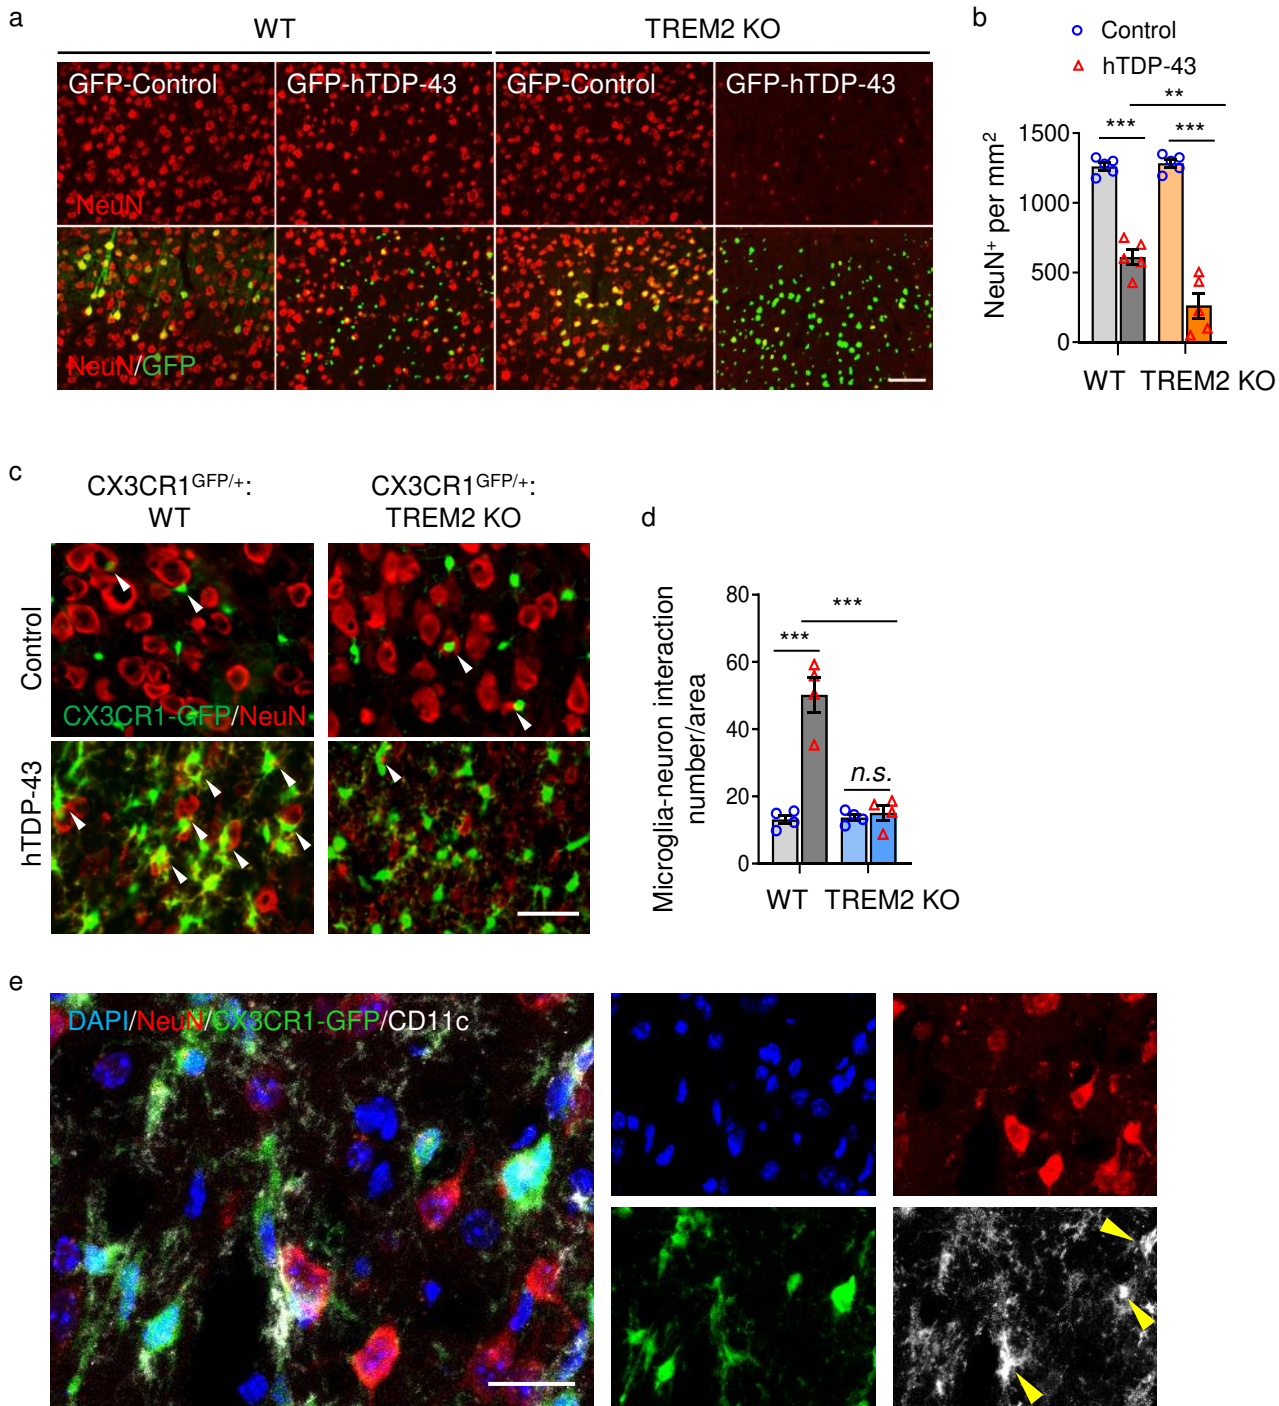 a
WT
TREM2 KO
GFP-Control
GFP-hTDP-43
GFP-Control
GFP-hTDP-43
NeuN
NeuN/GFP
b
Control
hTDP-43
**
***
***
1500
1000
500
0
NeuN⁺ per mm²
WT
TREM2 KO
c
CX3CR1ᴳᶠᴾ/⁺:
WT
CX3CR1ᴳᶠᴾ/⁺:
TREM2 KO
Control
CX3CR1-GFP/NeuN
hTDP-43
d
80
60
40
20
0
Microglia-neuron interaction
number/area
***
***
n.s.
WT
TREM2 KO
e
DAPI/NeuN/CX3CR1-GFP/CD11c